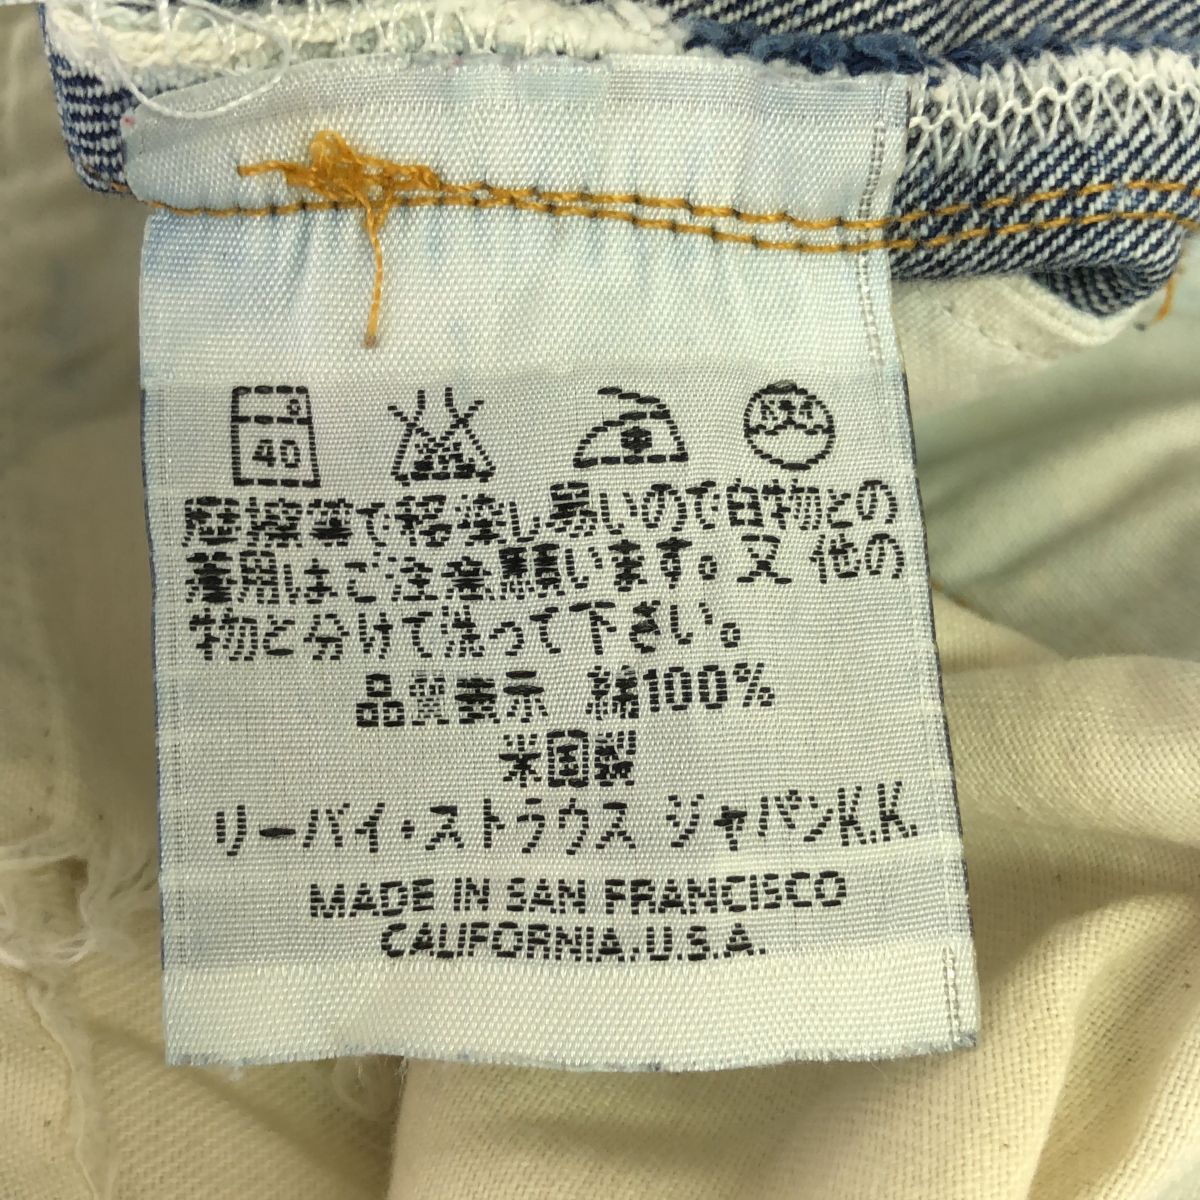 40
摩擦等で移染し易いので白物との
着用はご注意願います。又 他の
物と分けて洗って下さい。
品質表示 綿100%
米国製
リーバイ・ストラウス ジャパンK.K.
MADE IN SAN FRANCISCO
CALIFORNIA.U.S.A.